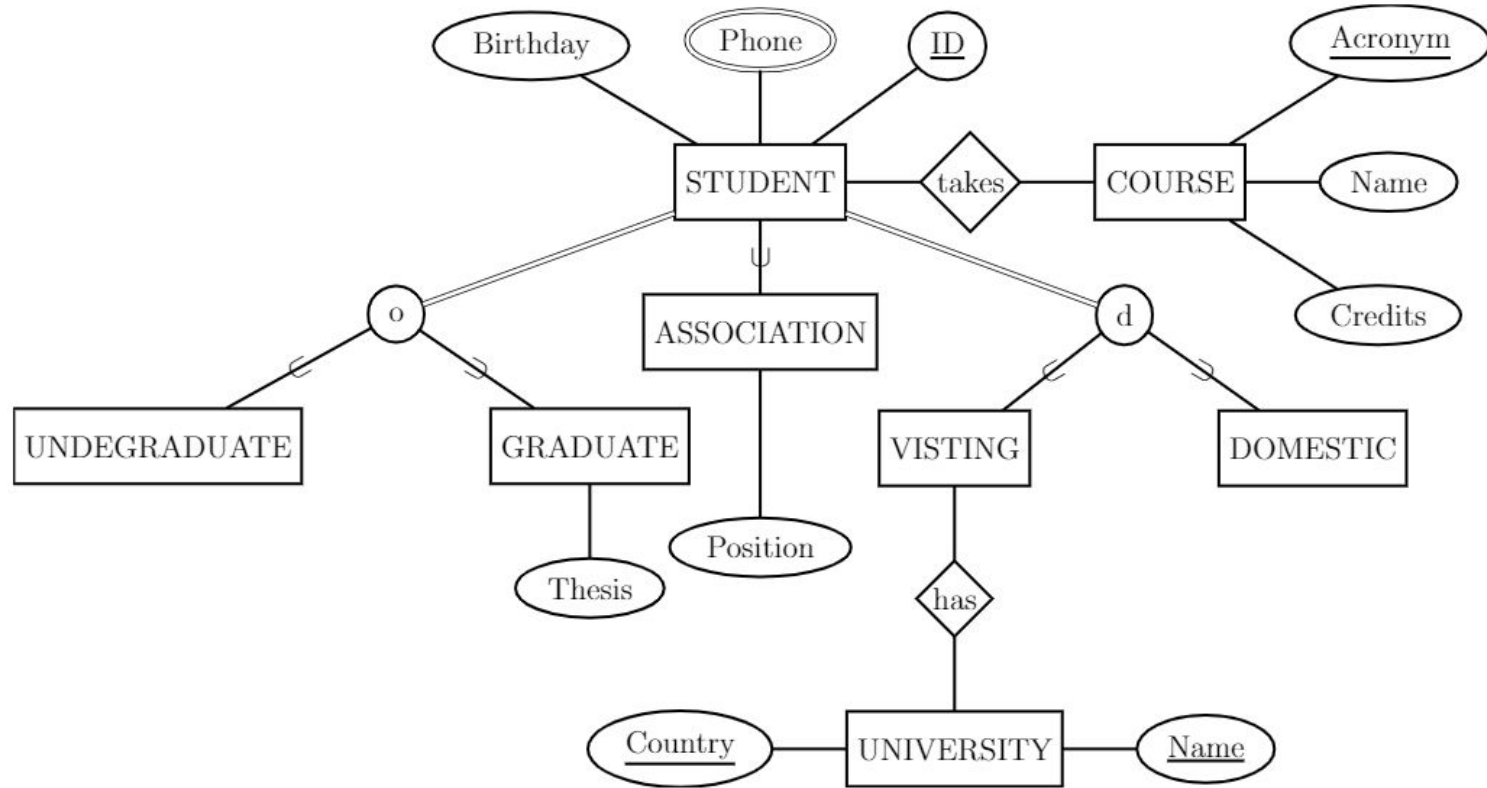 Birthday
Phone
ID
Acronym
STUDENT
takes
COURSE
Name
o
ASSOCIATION
d
Credits
UNDEGRADUATE
GRADUATE
VISTING
DOMESTIC
Position
Thesis
has
Country
UNIVERSITY
Name